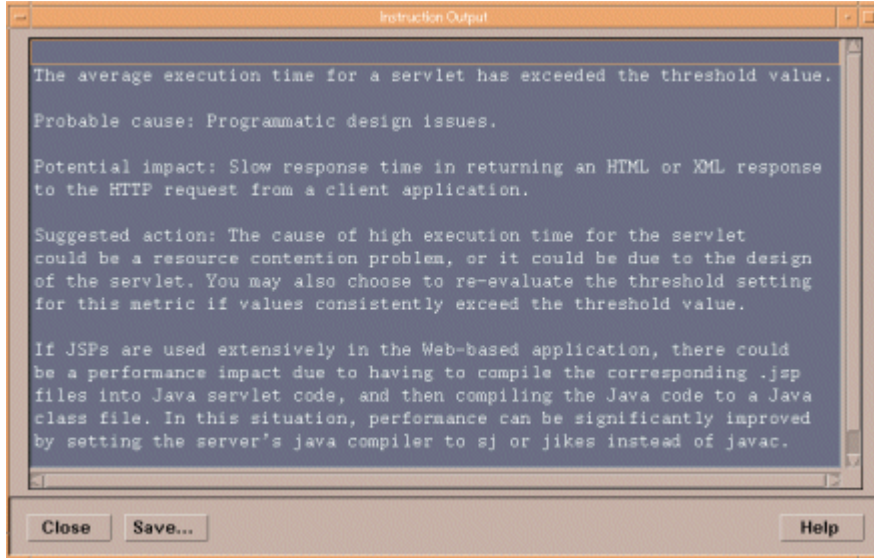 Instruction Output
The average execution time for a servlet has exceeded the threshold value.
Probable cause: Programmatic design issues.
Potential impact: Slow response time in returning an HTML or XML response
to the HTTP request from a client application.
Suggested action: The cause of high execution time for the servlet
could be a resource contention problem, or it could be due to the design
of the servlet. You may also choose to re-evaluate the threshold setting
for this metric if values consistently exceed the threshold value.
If JSPs are used extensively in the Web-based application, there could
be a performance impact due to having to compile the corresponding .jsp
files into Java servlet code, and then compiling the Java code to a Java
class file. In this situation, performance can be significantly improved
by setting the server's java compiler to sj or jikes instead of javac.
Close Save... Help